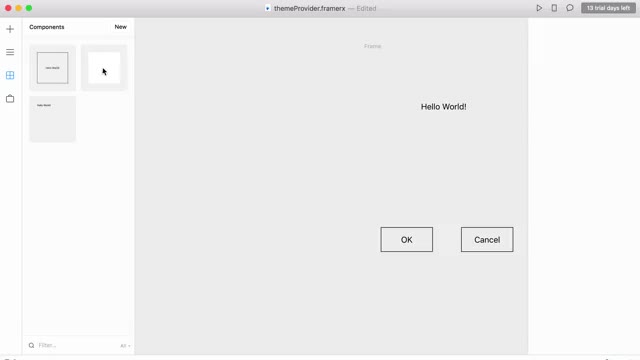 themeProvider.framerx — Edited
13 trial days left
Components
New
Frame
Hello World!
Hello World!
Hello World!
OK
Cancel
Filter...
All